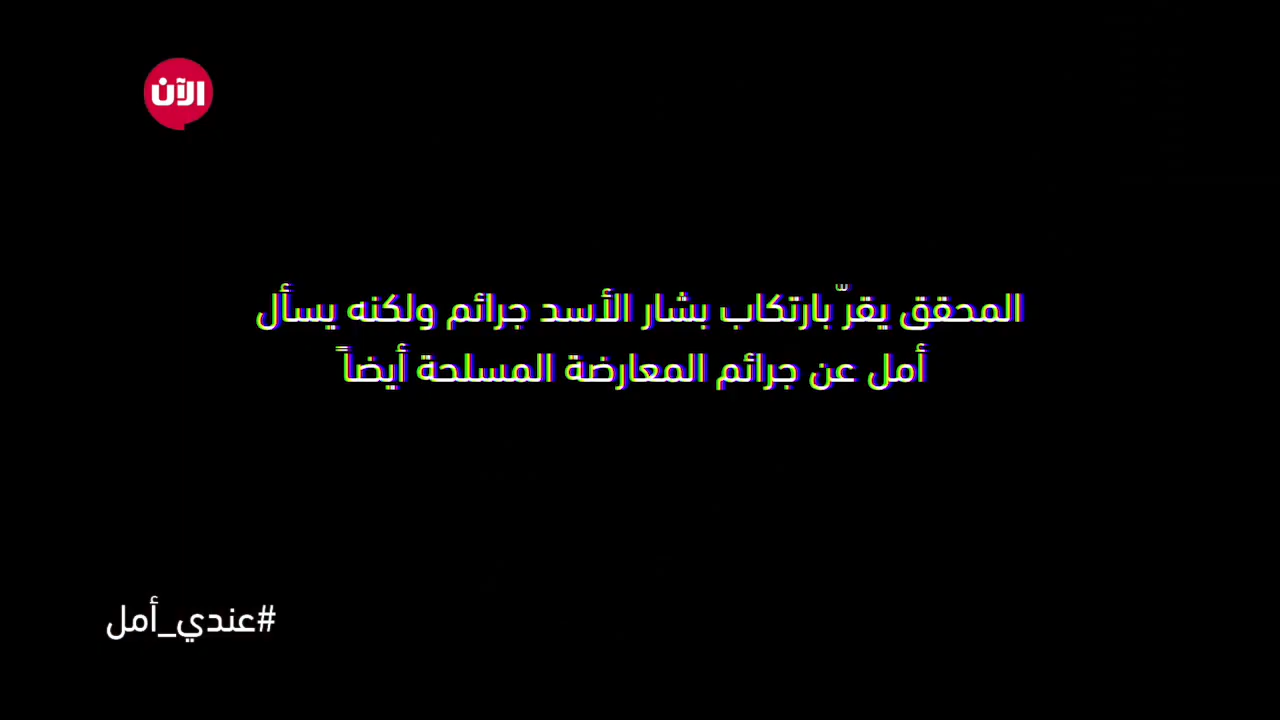 الآن
المحقق يقرّ بارتكاب بشار الأسد جرائم ولكنه يسأل
أمل عن جرائم المعارضة المسلحة أيضاً
#عندي_أمل